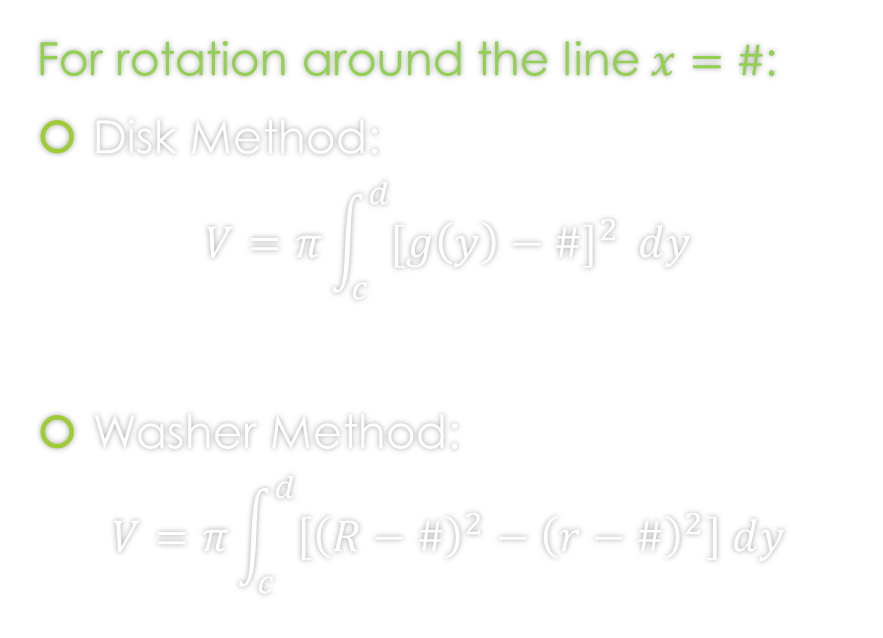 For rotation around the line x = #:
Disk Method:
V = π ∫_c^d [g(y) − #]² dy
Washer Method:
V = π ∫_c^d [(R − #)² − (r − #)²] dy